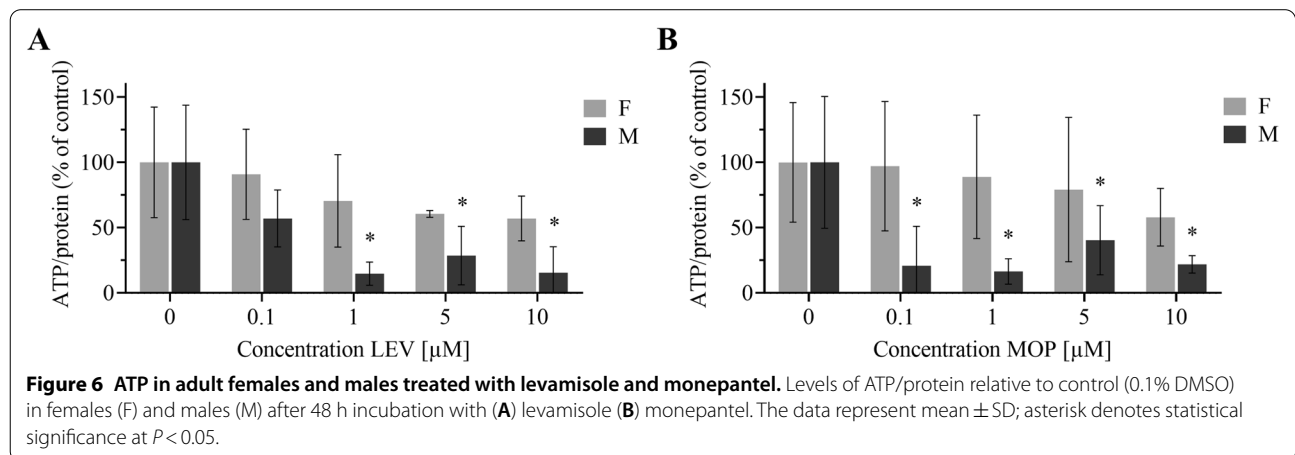 A
ATP/protein (% of control)
150
100
50
0
F
M
*
*
*
0
0.1
1
5
10
Concentration LEV [µM]
B
ATP/protein (% of control)
150
100
50
0
F
M
*
*
*
*
0
0.1
1
5
10
Concentration MOP [µM]
Figure 6 ATP in adult females and males treated with levamisole and monepantel. Levels of ATP/protein relative to control (0.1% DMSO)
in females (F) and males (M) after 48 h incubation with (A) levamisole (B) monepantel. The data represent mean ± SD; asterisk denotes statistical
significance at P < 0.05.